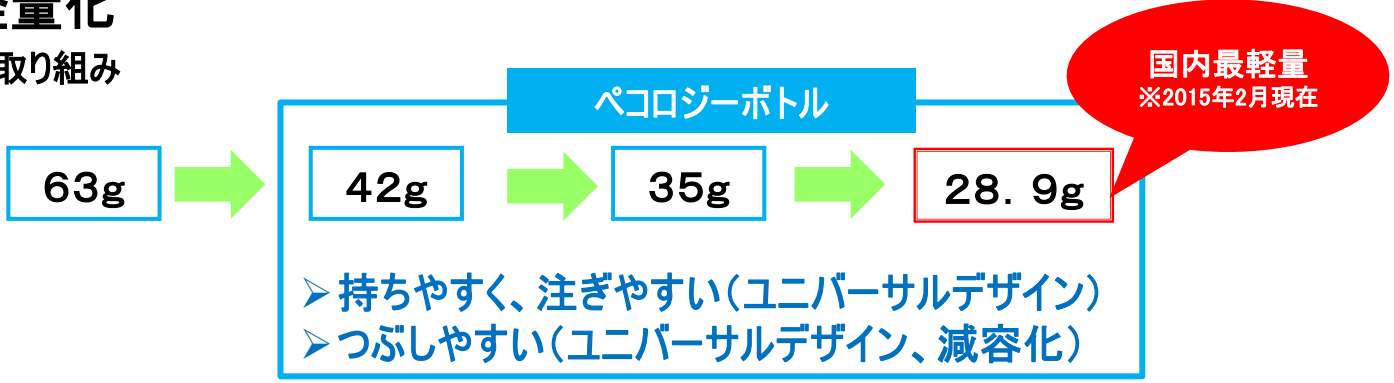 軽量化
取り組み
国内最軽量
※2015年2月現在
ペコロジーボトル
63g
42g
35g
28．9g
➢持ちやすく、注ぎやすい（ユニバーサルデザイン）
➢つぶしやすい（ユニバーサルデザイン、減容化）